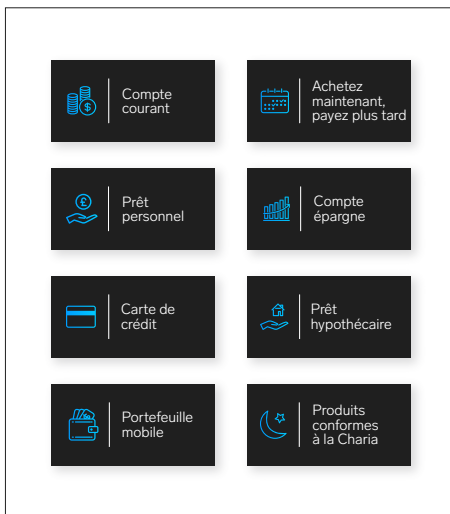 Compte
courant
Achetez
maintenant,
payez plus tard
Prêt
personnel
Compte
épargne
Carte de
crédit
Prêt
hypothécaire
Portefeuille
mobile
Produits
conformes
à la Charia